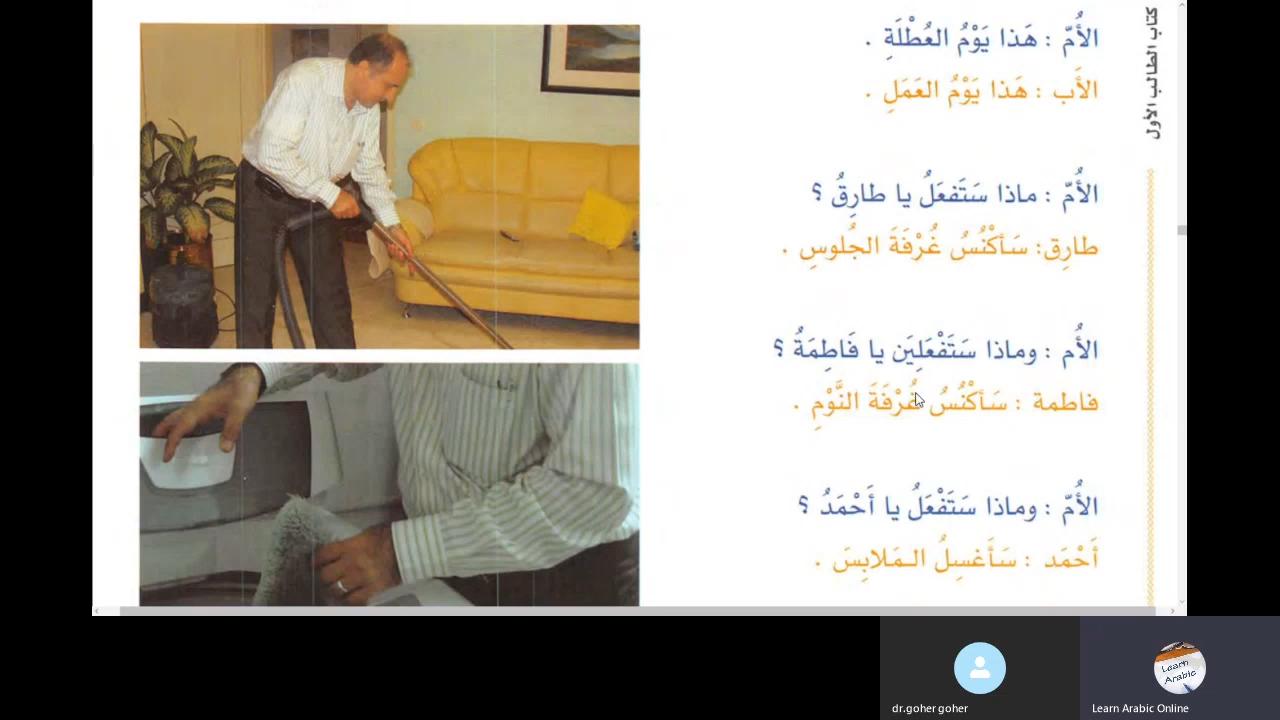 كتاب الطالب الأول
الأُمّ : هَذا يَوْمُ العُطْلَةِ .
الأَب : هَذا يَوْمُ العَمَلِ .
الأُمّ : ماذا سَتَفعَلُ يا طارِقُ ؟
طارِق: سَأكْنُسُ غُرْفَةَ الجُلوسِ .
الأُم : وماذا سَتَفْعَلِيَن يا فَاطِمَةُ ؟
فاطمة : سَأكْنُسُ غُرْفَةَ النَّوْمِ .
الأُمّ : وماذا سَتَفْعَلُ يا أَحْمَدُ ؟
أَحْمَد : سَأَغسِلُ المَلابِسَ .
dr.goher goher
Learn Arabic
Learn Arabic Online